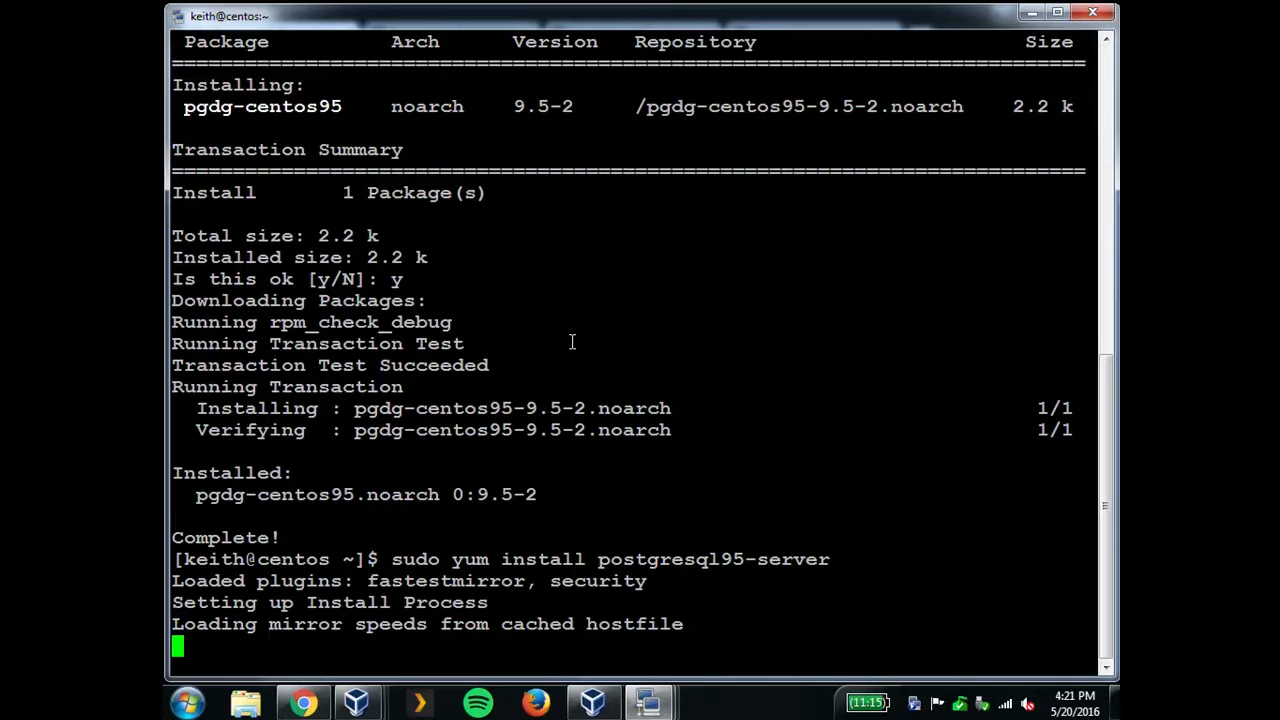 keith@centos:~
Package Arch Version Repository Size
================================================================================
Installing:
pgdg-centos95 noarch 9.5-2 /pgdg-centos95-9.5-2.noarch 2.2 k
Transaction Summary
================================================================================
Install 1 Package(s)
Total size: 2.2 k
Installed size: 2.2 k
Is this ok [y/N]: y
Downloading Packages:
Running rpm_check_debug
Running Transaction Test
Transaction Test Succeeded
Running Transaction
Installing : pgdg-centos95-9.5-2.noarch 1/1
Verifying : pgdg-centos95-9.5-2.noarch 1/1
Installed:
pgdg-centos95.noarch 0:9.5-2
Complete!
[keith@centos ~]$ sudo yum install postgresql95-server
Loaded plugins: fastestmirror, security
Setting up Install Process
Loading mirror speeds from cached hostfile
(11:15)
4:21 PM
5/20/2016